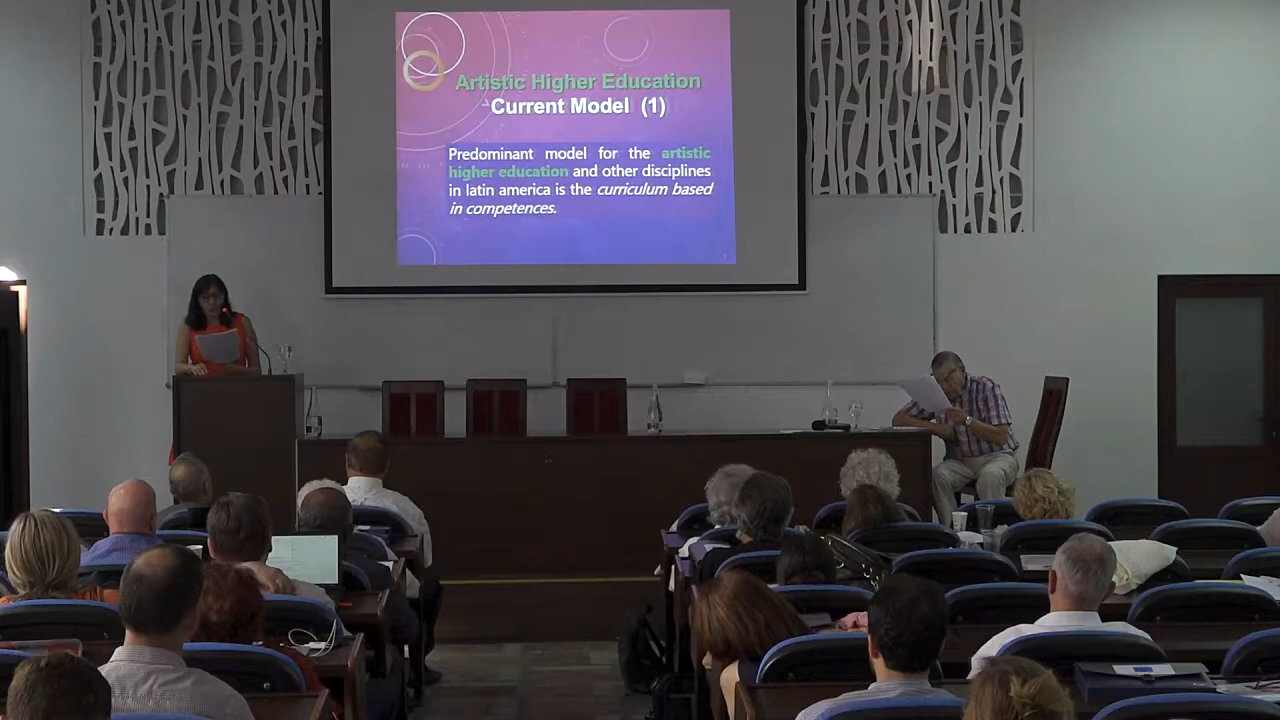 Artistic Higher Education
Current Model (1)
Predominant model for the artistic
higher education and other disciplines
in latin america is the curriculum based
in competences.